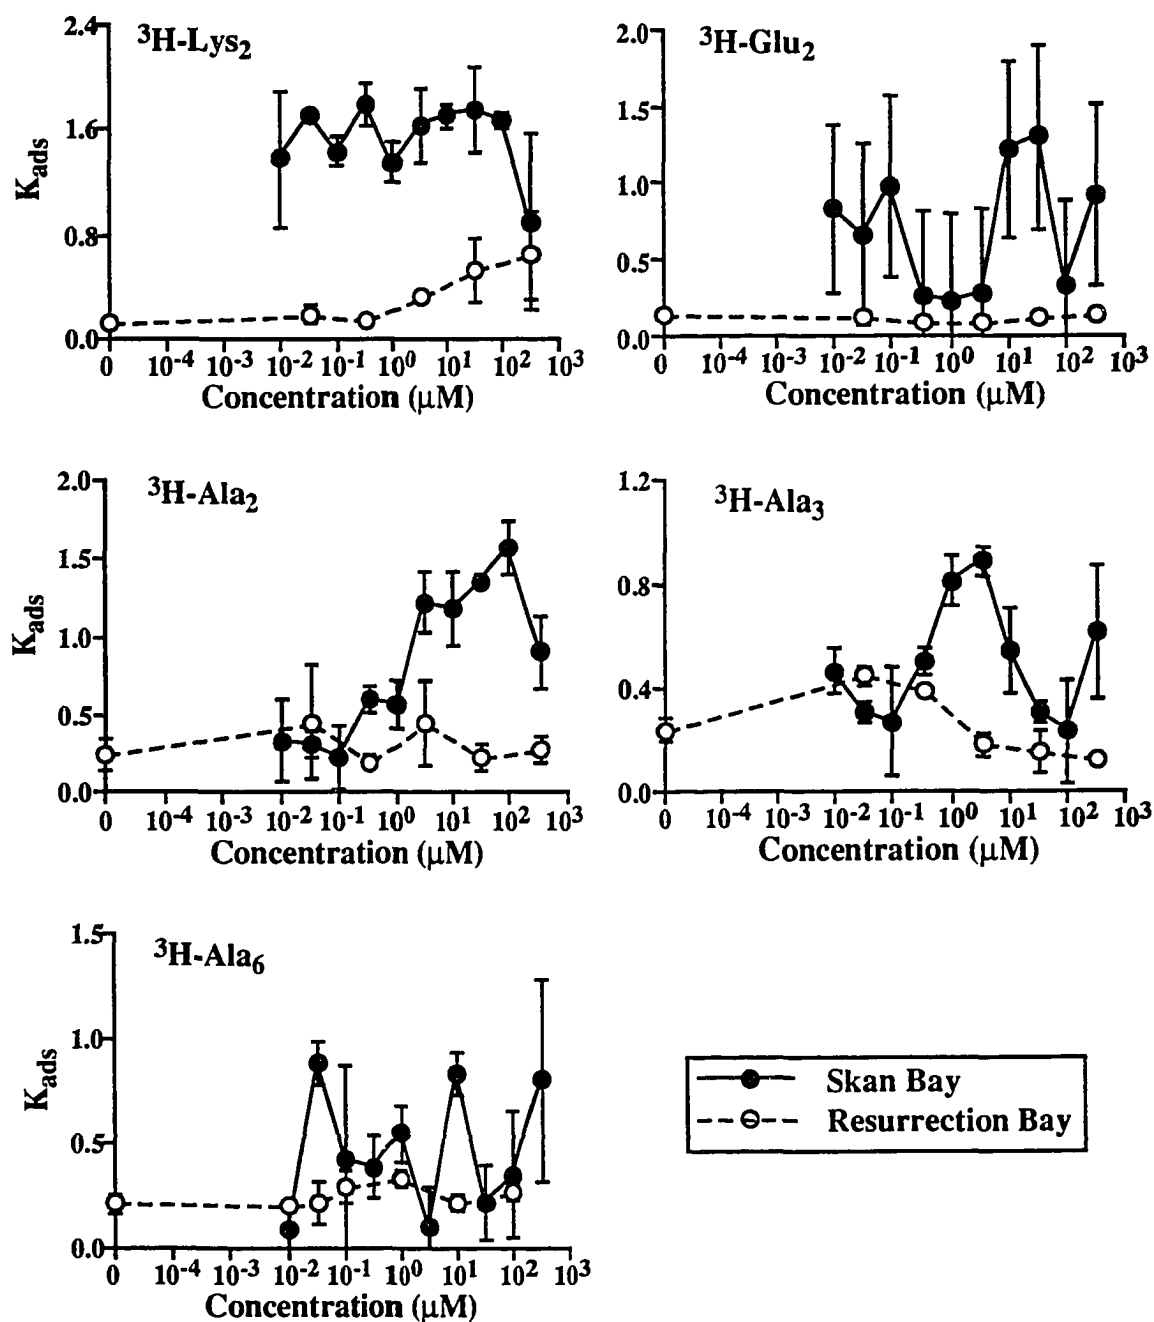 ³H-Lys₂
2.4
1.6
0.8
0.0
Kads
0 10⁻⁴ 10⁻³ 10⁻² 10⁻¹ 10⁰ 10¹ 10² 10³
Concentration (μM)
³H-Glu₂
2.0
1.5
1.0
0.5
0.0
0 10⁻⁴ 10⁻³ 10⁻² 10⁻¹ 10⁰ 10¹ 10² 10³
Concentration (μM)
³H-Ala₂
2.0
1.5
1.0
0.5
0.0
Kads
0 10⁻⁴ 10⁻³ 10⁻² 10⁻¹ 10⁰ 10¹ 10² 10³
Concentration (μM)
³H-Ala₃
1.2
0.8
0.4
0.0
0 10⁻⁴ 10⁻³ 10⁻² 10⁻¹ 10⁰ 10¹ 10² 10³
Concentration (μM)
³H-Ala₆
1.5
1.0
0.5
0.0
Kads
0 10⁻⁴ 10⁻³ 10⁻² 10⁻¹ 10⁰ 10¹ 10² 10³
Concentration (μM)
Skan Bay
Resurrection Bay